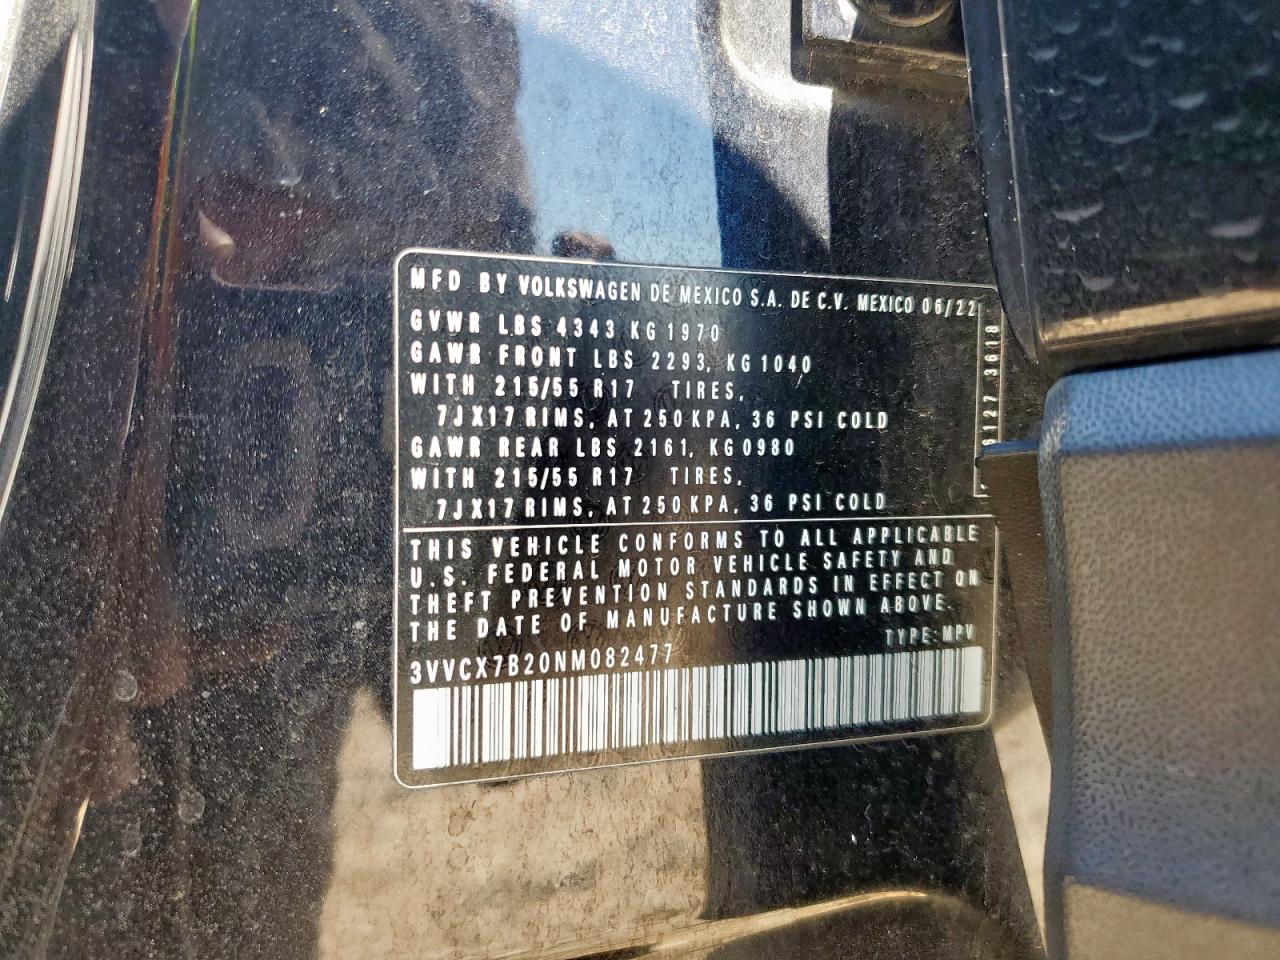 MFD BY VOLKSWAGEN DE MEXICO S.A. DE C.V. MEXICO 06/22
GVWR LBS 4343 KG 1970
GAWR FRONT LBS 2293, KG 1040
WITH 215/55 R17 TIRES,
7JX17 RIMS, AT 250 KPA, 36 PSI COLD
GAWR REAR LBS 2161, KG 0980
WITH 215/55 R17 TIRES,
7JX17 RIMS, AT 250 KPA, 36 PSI COLD
THIS VEHICLE CONFORMS TO ALL APPLICABLE
U.S. FEDERAL MOTOR VEHICLE SAFETY AND
THEFT PREVENTION STANDARDS IN EFFECT ON
THE DATE OF MANUFACTURE SHOWN ABOVE.
TYPE: MPV
3VVCX7B20NM082477
3618